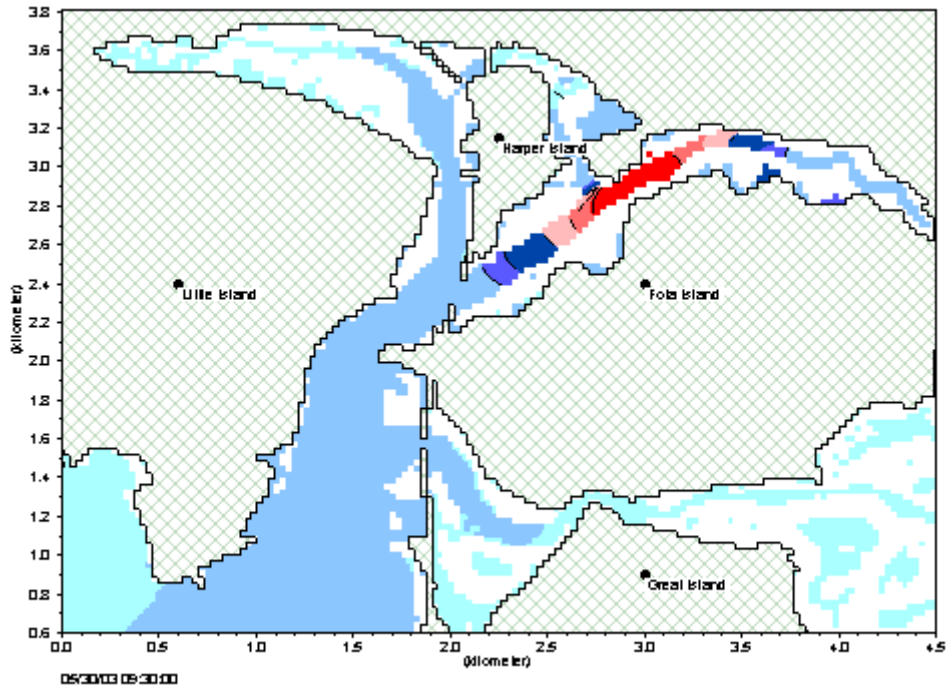 3.8
3.6
3.4
3.2
3.0
2.8
2.6
2.4
2.2
2.0
1.8
1.6
1.4
1.2
1.0
0.8
0.6
(kilometer)
Harper Island
Little Island
Fota Island
Great Island
0.0 0.5 1.0 1.5 2.0 2.5 3.0 3.5 4.0 4.5
(kilometer)
05/30/03 09:30:00